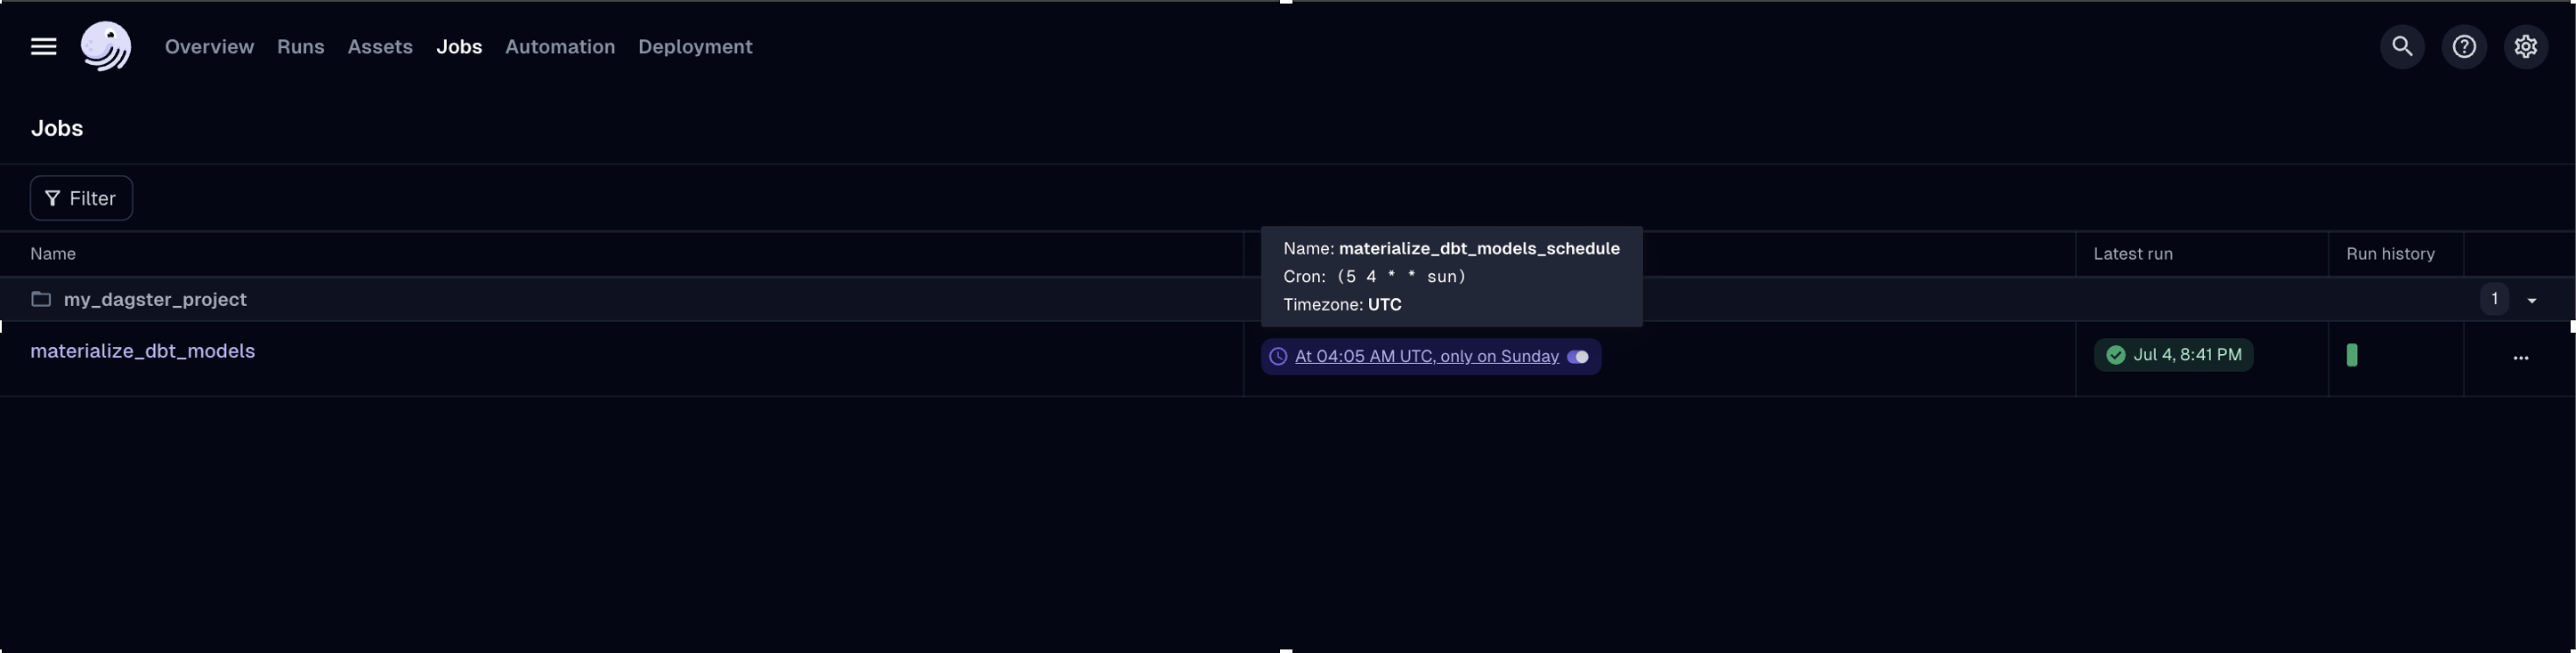 Overview Runs Assets Jobs Automation Deployment
Jobs
Filter
Name Latest run Run history
Name: materialize_dbt_models_schedule
Cron: (5 4 * * sun)
Timezone: UTC
my_dagster_project 1
materialize_dbt_models At 04:05 AM UTC, only on Sunday Jul 4, 8:41 PM